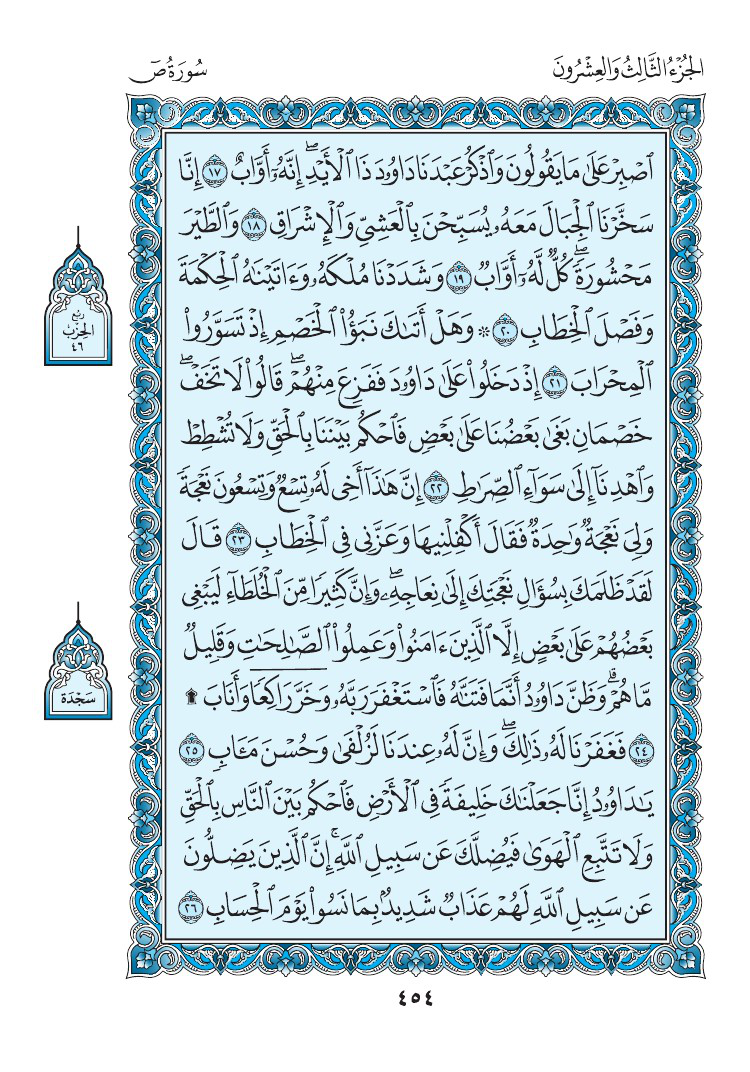 الجُزْءُ الثَّالِثُ وَالعِشْرُونَ
سُورَةُ صٓ
ٱصۡبِرۡ عَلَىٰ مَا يَقُولُونَ وَٱذۡكُرۡ عَبۡدَنَا دَاوُۥدَ ذَا ٱلۡأَيۡدِۖ إِنَّهُۥٓ أَوَّابٌ ١٧ إِنَّا
سَخَّرۡنَا ٱلۡجِبَالَ مَعَهُۥ يُسَبِّحۡنَ بِٱلۡعَشِيِّ وَٱلۡإِشۡرَاقِ ١٨ وَٱلطَّيۡرَ
مَحۡشُورَةٗۖ كُلّٞ لَّهُۥٓ أَوَّابٞ ١٩ وَشَدَدۡنَا مُلۡكَهُۥ وَءَاتَيۡنَٰهُ ٱلۡحِكۡمَةَ
وَفَصۡلَ ٱلۡخِطَابِ ٢٠ ۞ وَهَلۡ أَتَىٰكَ نَبَؤُاْ ٱلۡخَصۡمِ إِذۡ تَسَوَّرُواْ
ٱلۡمِحۡرَابَ ٢١ إِذۡ دَخَلُواْ عَلَىٰ دَاوُۥدَ فَفَزِعَ مِنۡهُمۡۖ قَالُواْ لَا تَخَفۡۖ
خَصۡمَانِ بَغَىٰ بَعۡضُنَا عَلَىٰ بَعۡضٖ فَٱحۡكُم بَيۡنَنَا بِٱلۡحَقِّ وَلَا تُشۡطِطۡ
وَٱهۡدِنَآ إِلَىٰ سَوَآءِ ٱلصِّرَٰطِ ٢٢ إِنَّ هَٰذَآ أَخِي لَهُۥ تِسۡعٞ وَتِسۡعُونَ نَعۡجَةٗ
وَلِيَ نَعۡجَةٞ وَٰحِدَةٞ فَقَالَ أَكۡفِلۡنِيهَا وَعَزَّنِي فِي ٱلۡخِطَابِ ٢٣ قَالَ
لَقَدۡ ظَلَمَكَ بِسُؤَالِ نَعۡجَتِكَ إِلَىٰ نِعَاجِهِۦۖ وَإِنَّ كَثِيرٗا مِّنَ ٱلۡخُلَطَآءِ لَيَبۡغِي
بَعۡضُهُمۡ عَلَىٰ بَعۡضٍ إِلَّا ٱلَّذِينَ ءَامَنُواْ وَعَمِلُواْ ٱلصَّٰلِحَٰتِ وَقَلِيلٞ
مَّا هُمۡۗ وَظَنَّ دَاوُۥدُ أَنَّمَا فَتَنَّٰهُ فَٱسۡتَغۡفَرَ رَبَّهُۥ وَخَرَّۤ رَاكِعٗاۤ وَأَنَابَ ۩
٢٤ فَغَفَرۡنَا لَهُۥ ذَٰلِكَۖ وَإِنَّ لَهُۥ عِندَنَا لَزُلۡفَىٰ وَحُسۡنَ مَـَٔابٖ ٢٥
يَٰدَاوُۥدُ إِنَّا جَعَلۡنَٰكَ خَلِيفَةٗ فِي ٱلۡأَرۡضِ فَٱحۡكُم بَيۡنَ ٱلنَّاسِ بِٱلۡحَقِّ
وَلَا تَتَّبِعِ ٱلۡهَوَىٰ فَيُضِلَّكَ عَن سَبِيلِ ٱللَّهِۚ إِنَّ ٱلَّذِينَ يَضِلُّونَ
عَن سَبِيلِ ٱللَّهِ لَهُمۡ عَذَابٞ شَدِيدُۢ بِمَا نَسُواْ يَوۡمَ ٱلۡحِسَابِ ٢٦
ربع
الحِزْب
٤٦
سَجْدَة
٤٥٤